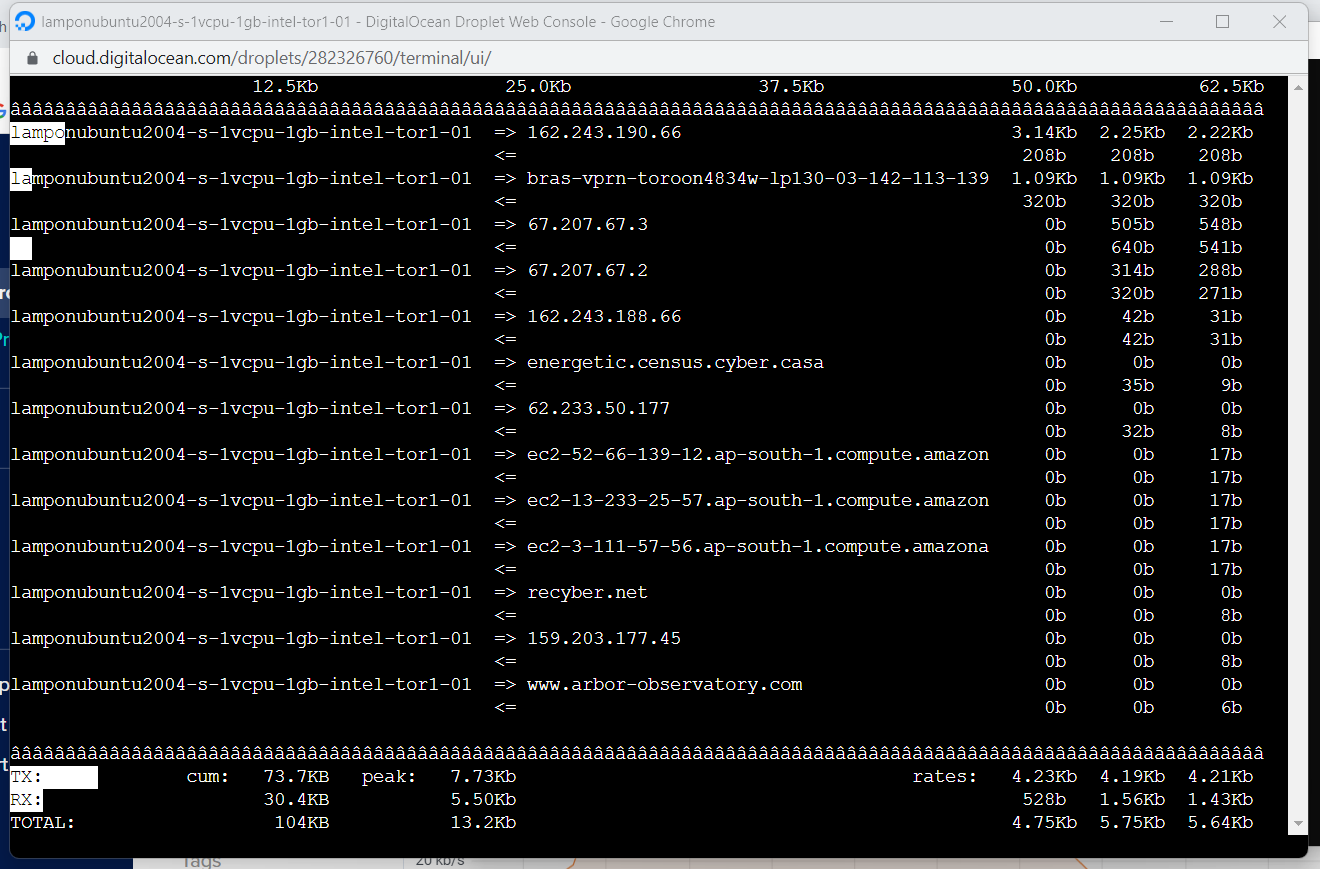 lamponubuntu2004-s-1vcpu-1gb-intel-tor1-01 - DigitalOcean Droplet Web Console - Google Chrome
cloud.digitalocean.com/droplets/282326760/terminal/ui/
12.5Kb 25.0Kb 37.5Kb 50.0Kb 62.5Kb
âââââââââââââââââââââââââââââââââââââââââââââââââââââââââââââââââââââââââââââââââââââââââââââââââââââââââââââââââââ
lamponubuntu2004-s-1vcpu-1gb-intel-tor1-01 => 162.243.190.66 3.14Kb 2.25Kb 2.22Kb
<= 208b 208b 208b
lamponubuntu2004-s-1vcpu-1gb-intel-tor1-01 => bras-vprn-toroon4834w-lp130-03-142-113-139 1.09Kb 1.09Kb 1.09Kb
<= 320b 320b 320b
lamponubuntu2004-s-1vcpu-1gb-intel-tor1-01 => 67.207.67.3 0b 505b 548b
<= 0b 640b 541b
lamponubuntu2004-s-1vcpu-1gb-intel-tor1-01 => 67.207.67.2 0b 314b 288b
<= 0b 320b 271b
lamponubuntu2004-s-1vcpu-1gb-intel-tor1-01 => 162.243.188.66 0b 42b 31b
<= 0b 42b 31b
lamponubuntu2004-s-1vcpu-1gb-intel-tor1-01 => energetic.census.cyber.casa 0b 0b 0b
<= 0b 35b 9b
lamponubuntu2004-s-1vcpu-1gb-intel-tor1-01 => 62.233.50.177 0b 0b 0b
<= 0b 32b 8b
lamponubuntu2004-s-1vcpu-1gb-intel-tor1-01 => ec2-52-66-139-12.ap-south-1.compute.amazon 0b 0b 17b
<= 0b 0b 17b
lamponubuntu2004-s-1vcpu-1gb-intel-tor1-01 => ec2-13-233-25-57.ap-south-1.compute.amazon 0b 0b 17b
<= 0b 0b 17b
lamponubuntu2004-s-1vcpu-1gb-intel-tor1-01 => ec2-3-111-57-56.ap-south-1.compute.amazona 0b 0b 17b
<= 0b 0b 17b
lamponubuntu2004-s-1vcpu-1gb-intel-tor1-01 => recyber.net 0b 0b 0b
<= 0b 0b 8b
lamponubuntu2004-s-1vcpu-1gb-intel-tor1-01 => 159.203.177.45 0b 0b 0b
<= 0b 0b 8b
lamponubuntu2004-s-1vcpu-1gb-intel-tor1-01 => www.arbor-observatory.com 0b 0b 0b
<= 0b 0b 6b
âââââââââââââââââââââââââââââââââââââââââââââââââââââââââââââââââââââââââââââââââââââââââââââââââââââââââââââââââââ
TX: cum: 73.7KB peak: 7.73Kb rates: 4.23Kb 4.19Kb 4.21Kb
RX: 30.4KB 5.50Kb 528b 1.56Kb 1.43Kb
TOTAL: 104KB 13.2Kb 4.75Kb 5.75Kb 5.64Kb
Tags 20 kb/s